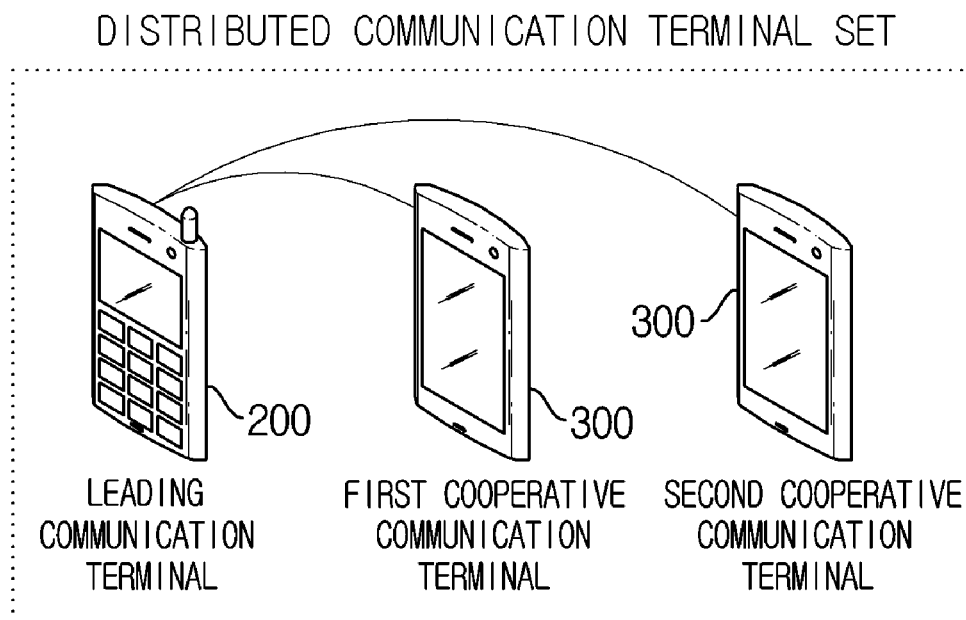 DISTRIBUTED COMMUNICATION TERMINAL SET
300
200
300
LEADING
COMMUNICATION
TERMINAL
FIRST COOPERATIVE
COMMUNICATION
TERMINAL
SECOND COOPERATIVE
COMMUNICATION
TERMINAL